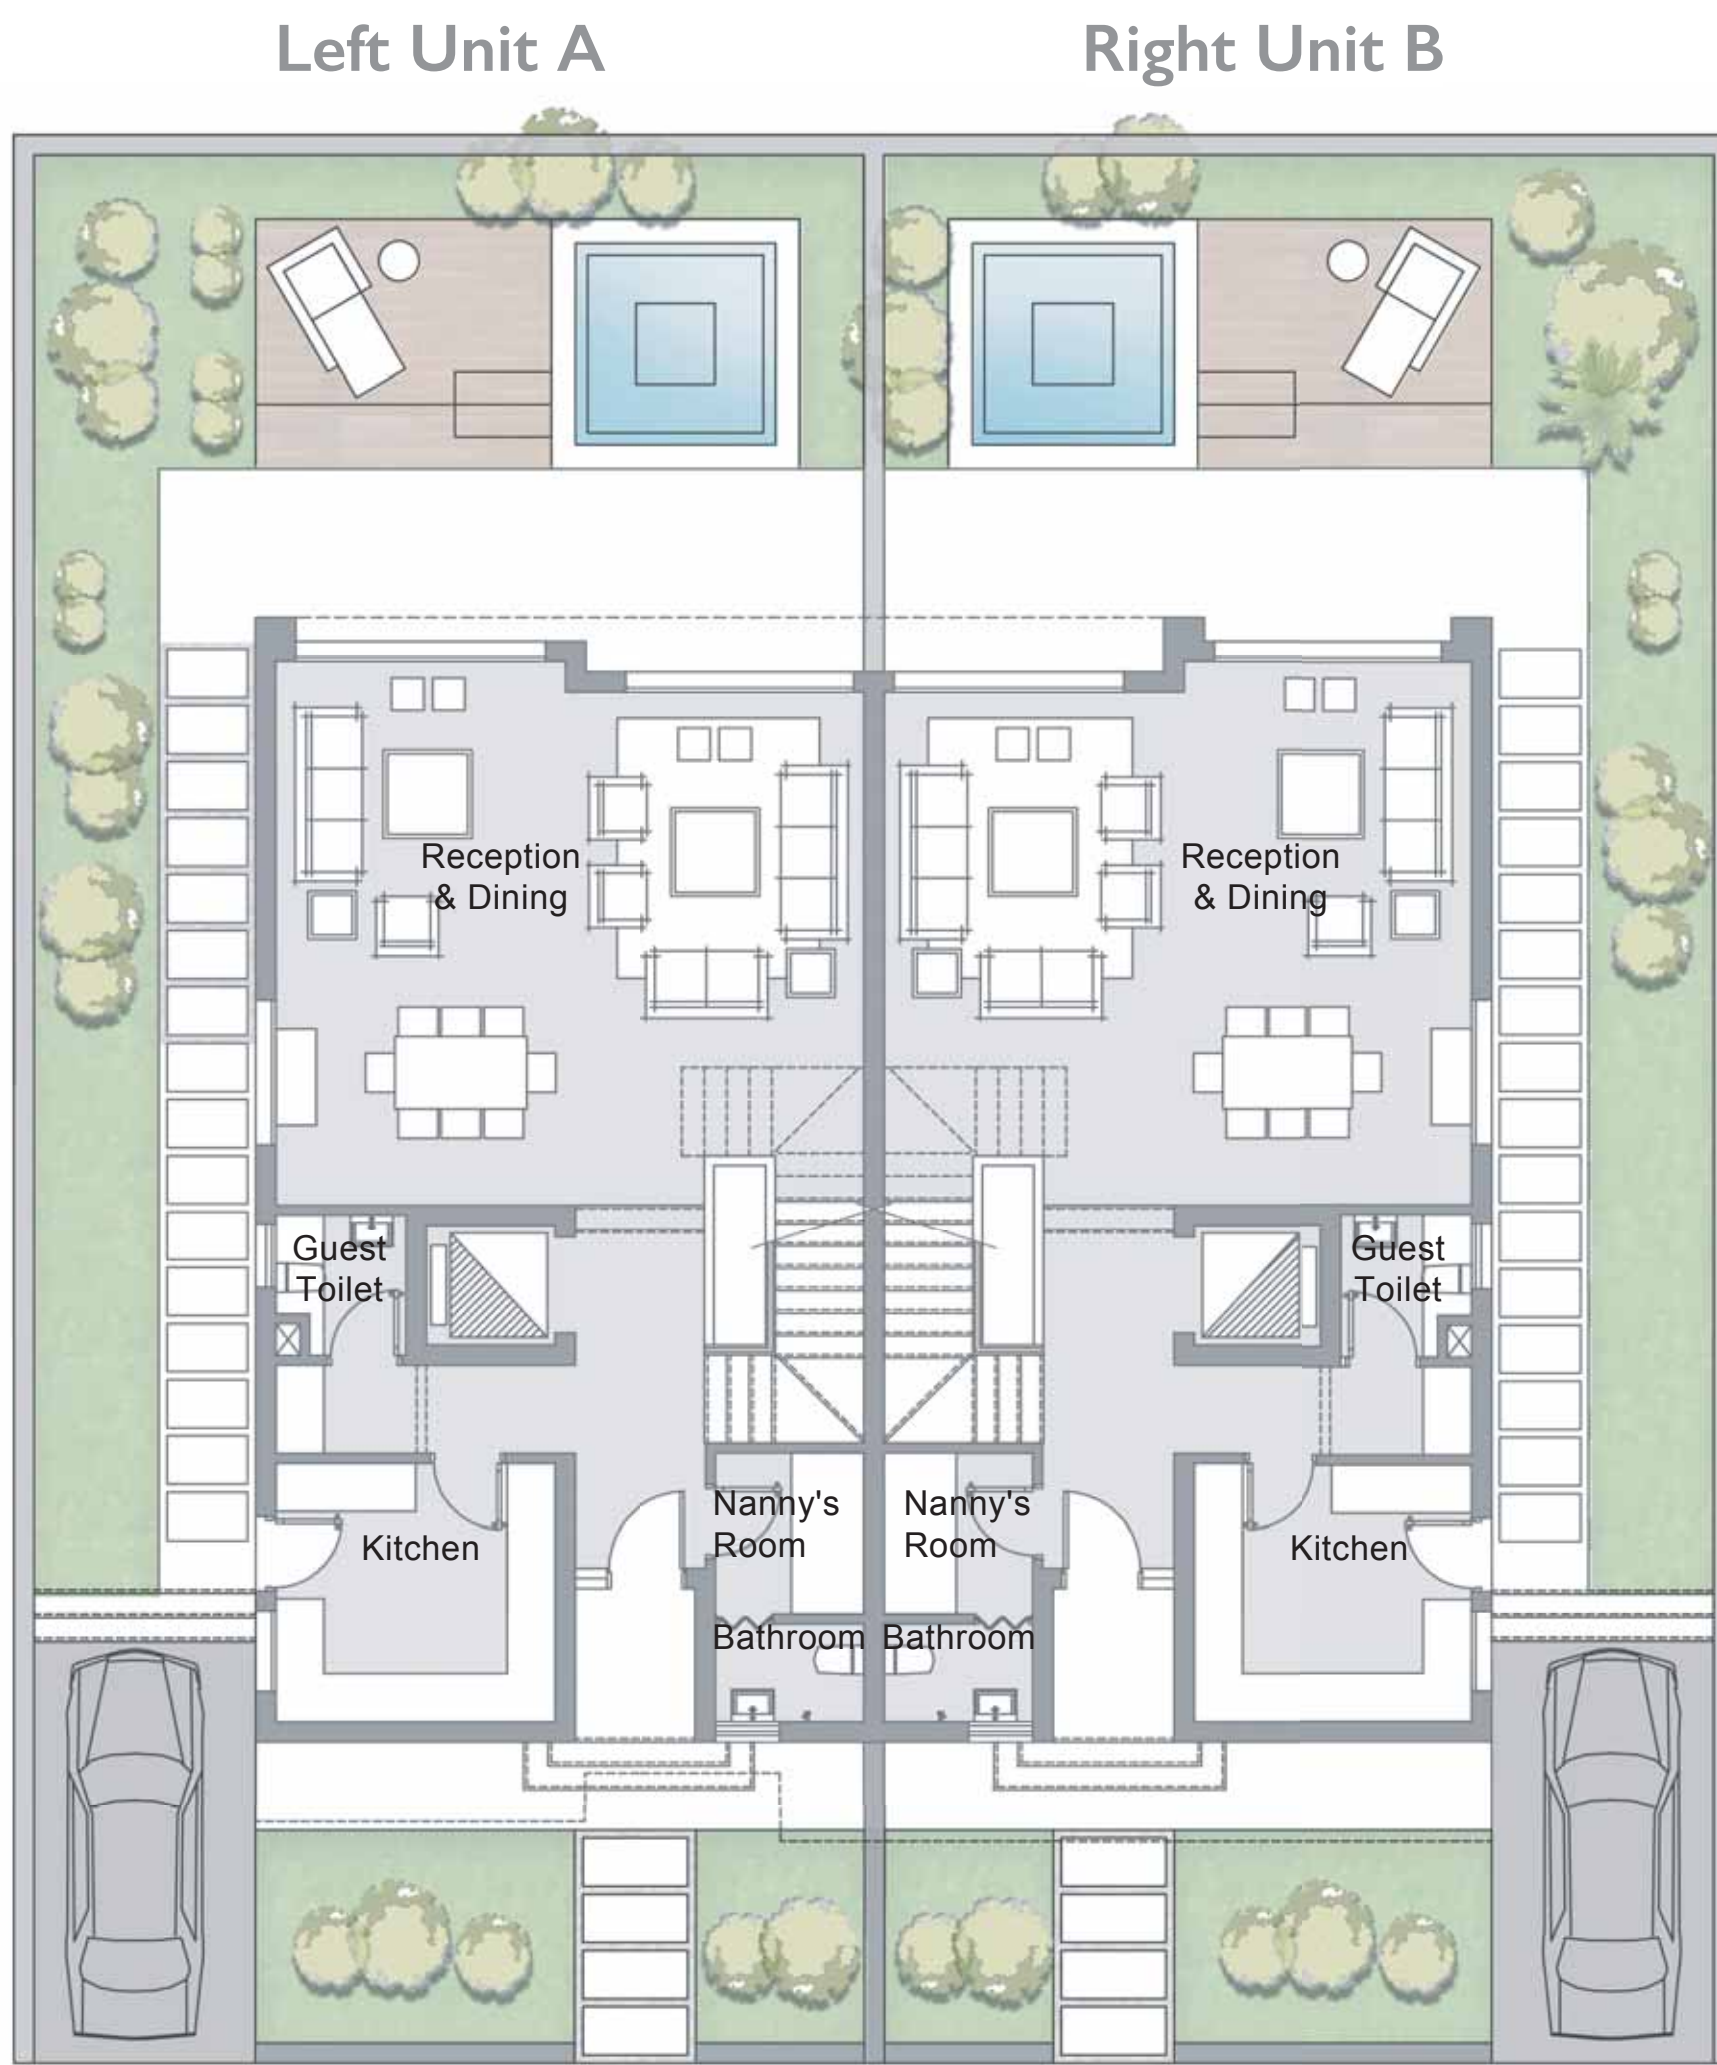 Left Unit A
Right Unit B
Reception
& Dining
Reception
& Dining
Guest
Toilet
Guest
Toilet
Kitchen
Nanny's
Room
Nanny's
Room
Kitchen
Bathroom
Bathroom